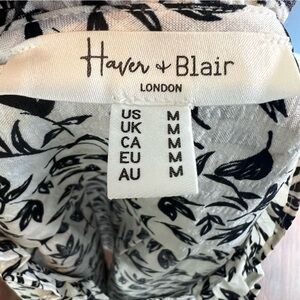 Haver + Blair
LONDON
US M
UK M
CA M
EU M
AU M